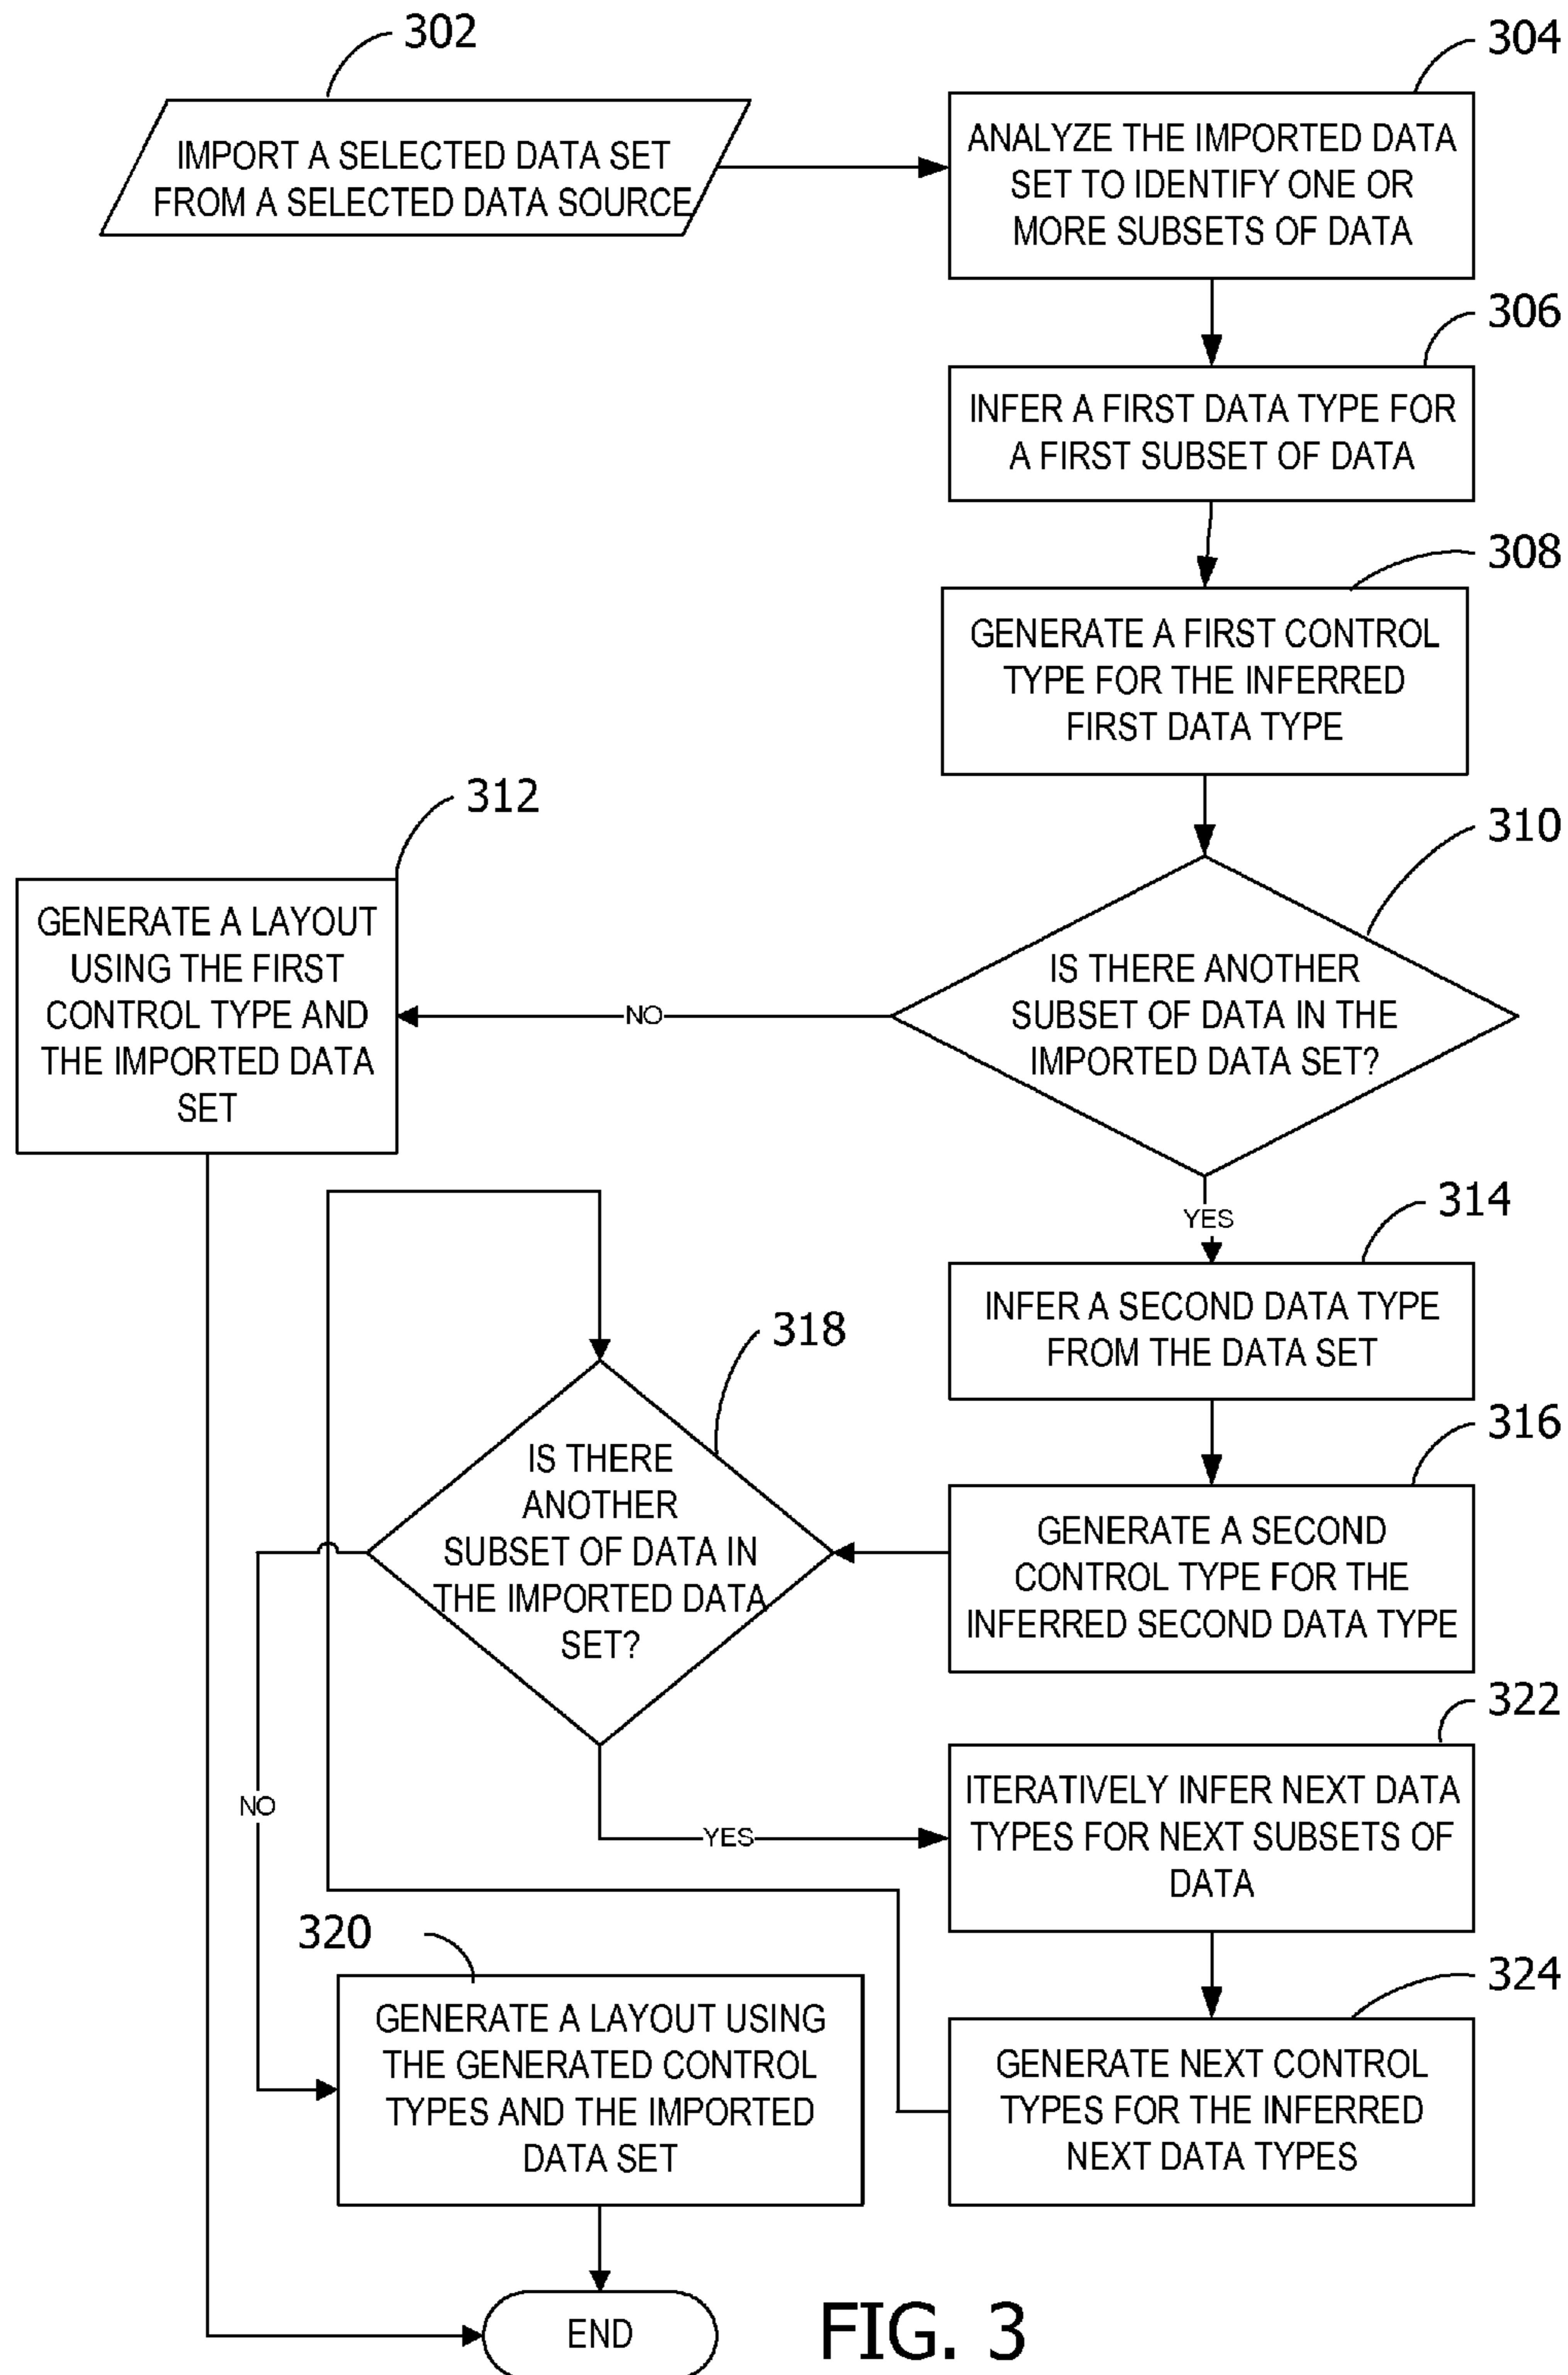 302
IMPORT A SELECTED DATA SET
FROM A SELECTED DATA SOURCE
304
ANALYZE THE IMPORTED DATA
SET TO IDENTIFY ONE OR
MORE SUBSETS OF DATA
306
INFER A FIRST DATA TYPE FOR
A FIRST SUBSET OF DATA
308
GENERATE A FIRST CONTROL
TYPE FOR THE INFERRED
FIRST DATA TYPE
310
IS THERE ANOTHER
SUBSET OF DATA IN THE
IMPORTED DATA SET?
NO
312
GENERATE A LAYOUT
USING THE FIRST
CONTROL TYPE AND
THE IMPORTED DATA
SET
YES
314
INFER A SECOND DATA TYPE
FROM THE DATA SET
316
GENERATE A SECOND
CONTROL TYPE FOR THE
INFERRED SECOND DATA TYPE
318
IS THERE
ANOTHER
SUBSET OF DATA IN
THE IMPORTED DATA
SET?
YES
322
ITERATIVELY INFER NEXT DATA
TYPES FOR NEXT SUBSETS OF
DATA
324
GENERATE NEXT CONTROL
TYPES FOR THE INFERRED
NEXT DATA TYPES
NO
320
GENERATE A LAYOUT USING
THE GENERATED CONTROL
TYPES AND THE IMPORTED
DATA SET
END
FIG. 3